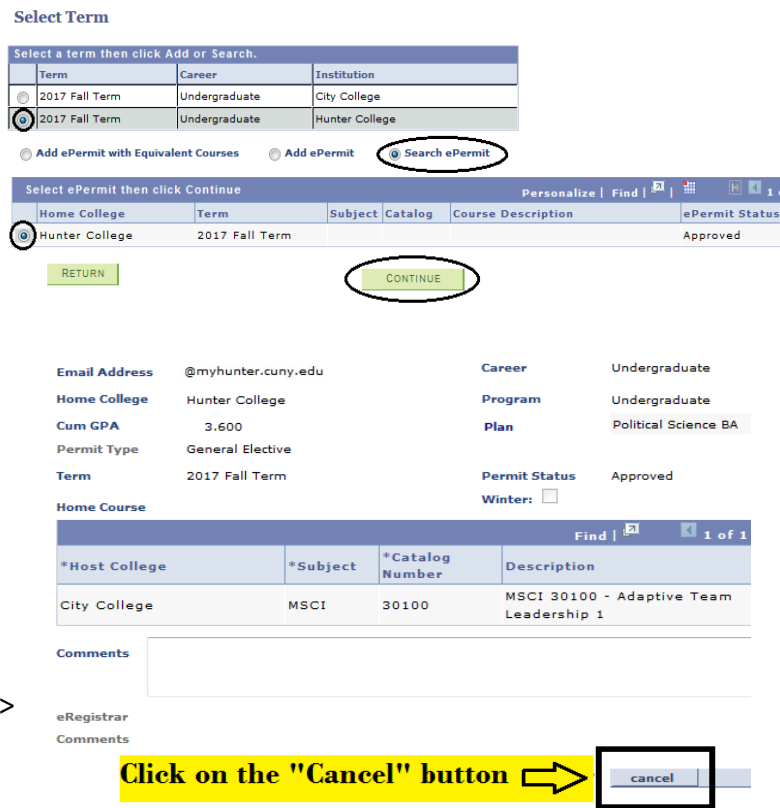 Select Term
Select a term then click Add or Search.
Term Career Institution
2017 Fall Term Undergraduate City College
2017 Fall Term Undergraduate Hunter College
Add ePermit with Equivalent Courses Add ePermit Search ePermit
Select ePermit then click Continue Personalize | Find | | 1
Home College Term Subject Catalog Course Description ePermit Status
Hunter College 2017 Fall Term Approved
RETURN CONTINUE
Email Address @myhunter.cuny.edu Career Undergraduate
Home College Hunter College Program Undergraduate
Cum GPA 3.600 Plan Political Science BA
Permit Type General Elective
Term 2017 Fall Term Permit Status Approved
Winter:
Home Course
Find | 1 of 1
*Host College *Subject *Catalog Number Description
City College MSCI 30100 MSCI 30100 - Adaptive Team
Leadership 1
Comments
>
eRegistrar
Comments
Click on the "Cancel" button cancel